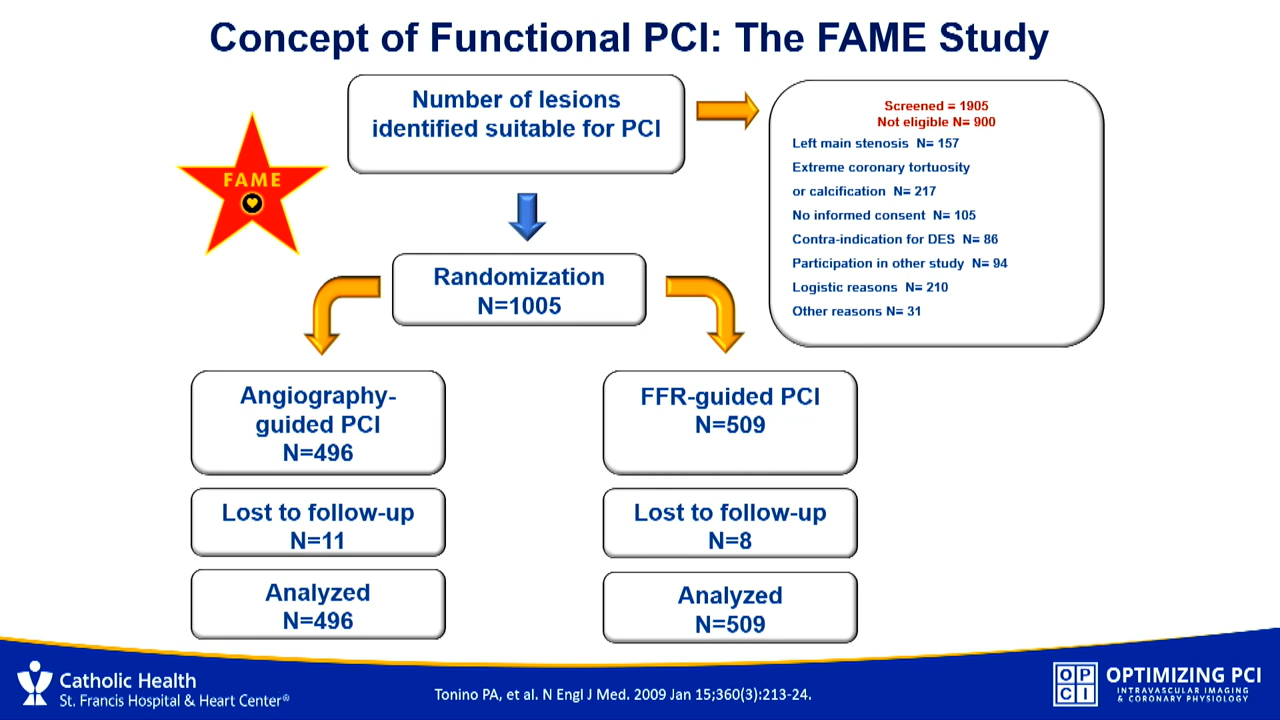 Concept of Functional PCI: The FAME Study
Number of lesions
identified suitable for PCI
Screened = 1905
Not eligible N= 900
Left main stenosis N= 157
Extreme coronary tortuosity
or calcification N= 217
No informed consent N= 105
Contra-indication for DES N= 86
Participation in other study N= 94
Logistic reasons N= 210
Other reasons N= 31
FAME
Randomization
N=1005
Angiography-
guided PCI
N=496
FFR-guided PCI
N=509
Lost to follow-up
N=11
Lost to follow-up
N=8
Analyzed
N=496
Analyzed
N=509
Catholic Health
St. Francis Hospital & Heart Center®
Tonino PA, et al. N Engl J Med. 2009 Jan 15;360(3):213-24.
OP
CI
OPTIMIZING PCI
INTRAVASCULAR IMAGING
& CORONARY PHYSIOLOGY